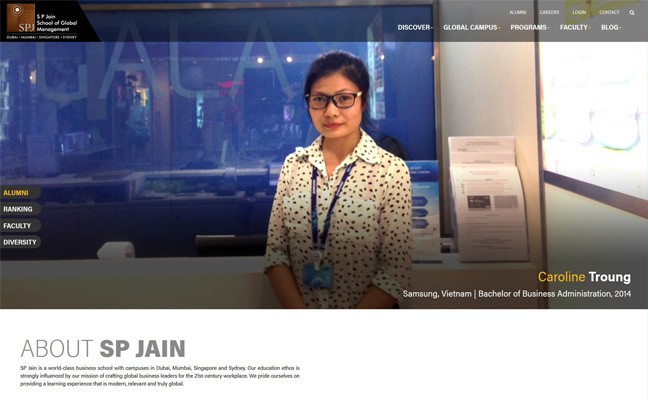 ALUMNI CAREERS LOGIN CONTACT
SPJ
S P Jain
School of Global
Management
DUBAI • MUMBAI • SINGAPORE • SYDNEY
DISCOVER GLOBAL CAMPUS PROGRAMS FACULTY BLOG
ALUMNI
RANKING
FACULTY
DIVERSITY
Caroline Troung
Samsung, Vietnam | Bachelor of Business Administration, 2014
ABOUT SP JAIN
SP Jain is a world-class business school with campuses in Dubai, Mumbai, Singapore and Sydney. Our education ethos is
strongly influenced by our mission of crafting global business leaders for the 21st-century workplace. We pride ourselves on
providing a learning experience that is modern, relevant and truly global.